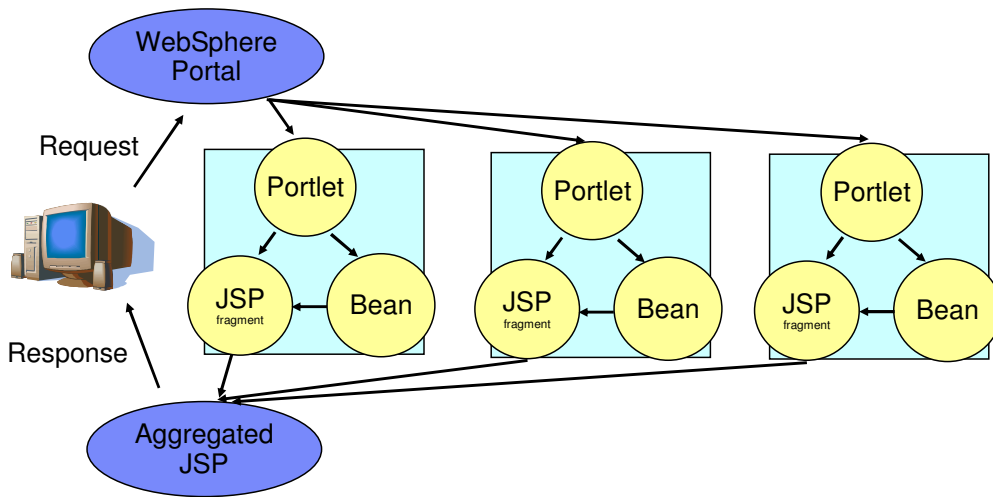 WebSphere
Portal
Request
Portlet
Portlet
Portlet
JSP
fragment
Bean
JSP
fragment
Bean
JSP
fragment
Bean
Response
Aggregated
JSP